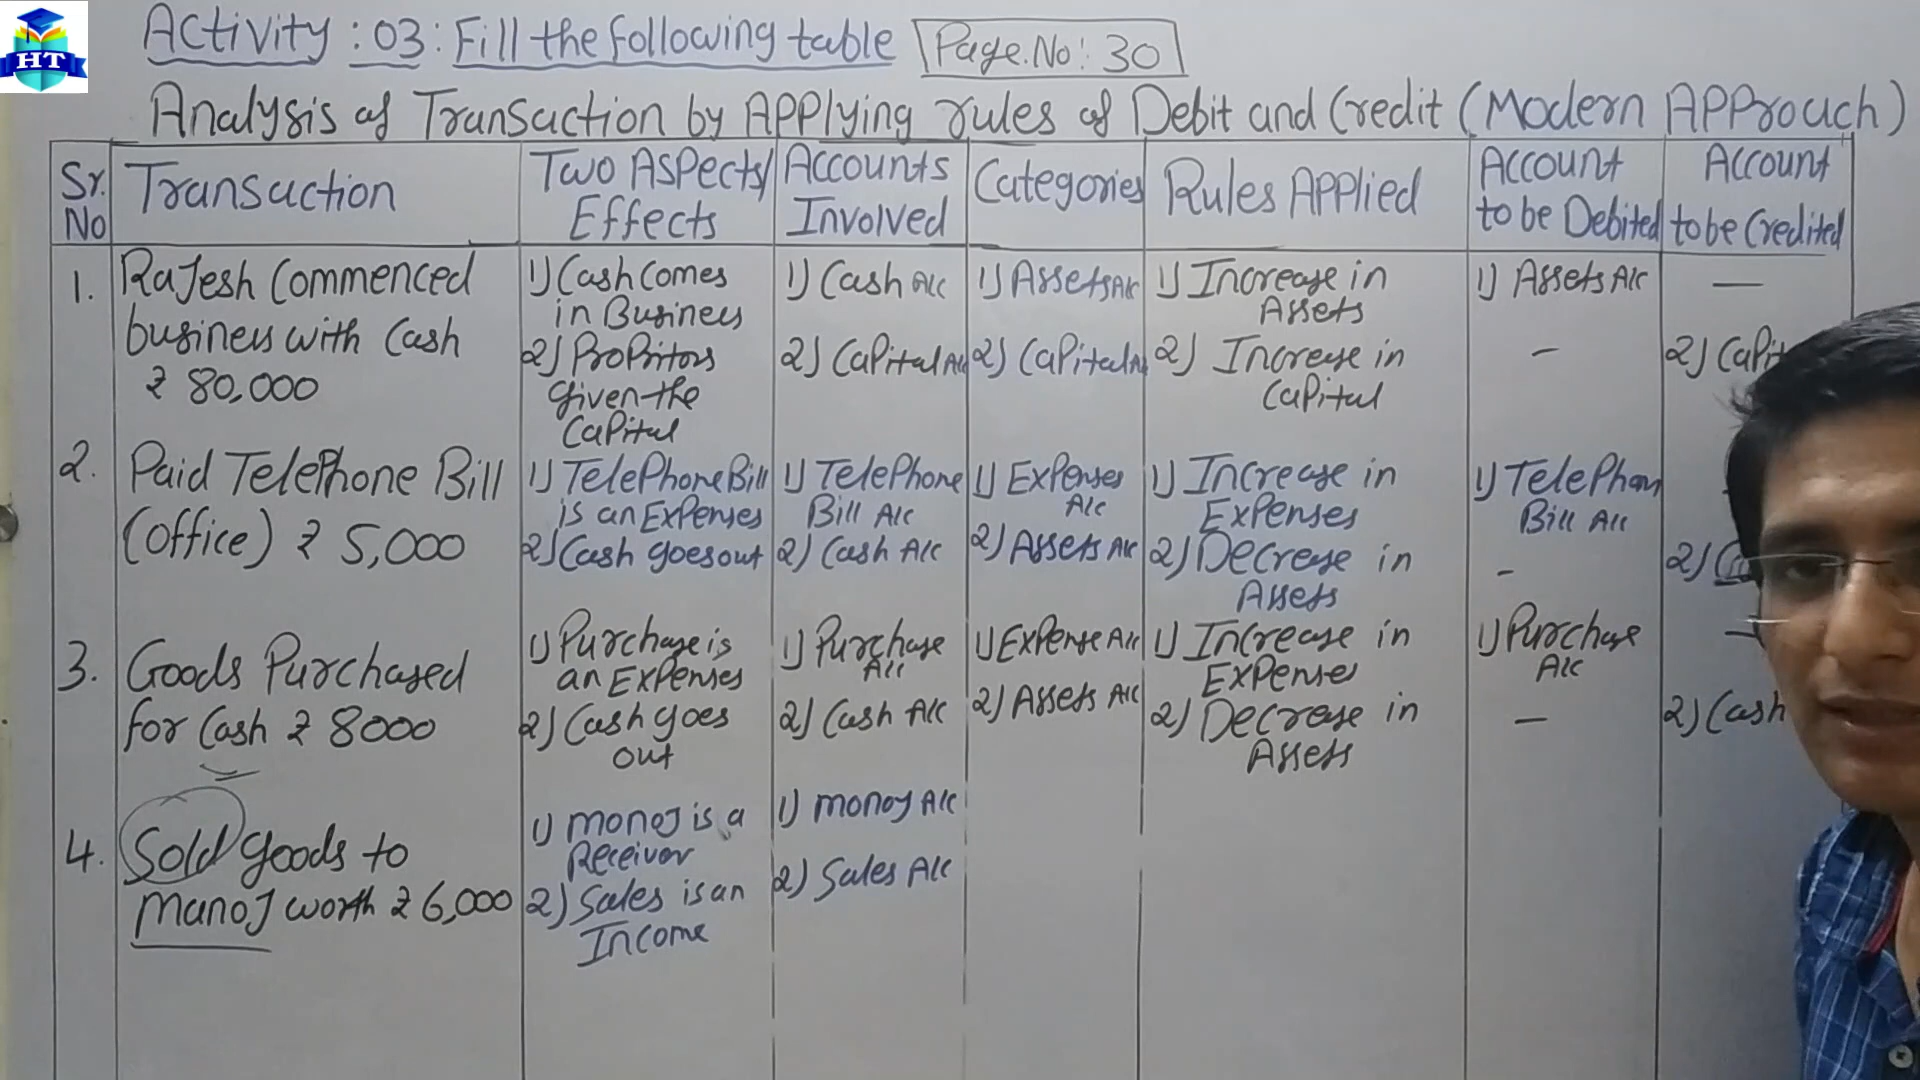 HT
Activity : 03 : Fill the following table Page.No: 30
Analysis of Transaction by Applying rules of Debit and Credit (Modern Approach)
Sr. No
Transaction
Two Aspects/
Effects
Accounts
Involved
Categories
Rules Applied
Account
to be Debited
Account
to be Credited
1.
Rajesh Commenced
business with Cash
₹ 80,000
1) Cash Comes
in Business
2) Propritors
given the
Capital
1) Cash A/c
2) Capital A/c
1) Assets A/c
2) Capital A/c
1) Increase in
Assets
2) Increase in
Capital
1) Assets A/c
-
—
2) Capit
2.
Paid Telephone Bill
(Office) ₹ 5,000
1) Telephone Bill
is an Expenses
2) Cash goes out
1) Telephone
Bill A/c
2) Cash A/c
1) Expenses
A/c
2) Assets A/c
1) Increase in
Expenses
2) Decrease in
Assets
1) Telephon
Bill A/c
-
2) Ca
3.
Goods Purchased
for Cash ₹ 8000
1) Purchase is
an Expenses
2) Cash goes
out
1) Purchase
A/c
2) Cash A/c
1) Expense A/c
2) Assets A/c
1) Increase in
Expenses
2) Decrease in
Assets
1) Purchase
A/c
—
—
2) Cash
4.
Sold goods to
Manoj worth ₹ 6,000
1) Manoj is a
Receivor
2) Sales is an
Income
1) Manoj A/c
2) Sales A/c